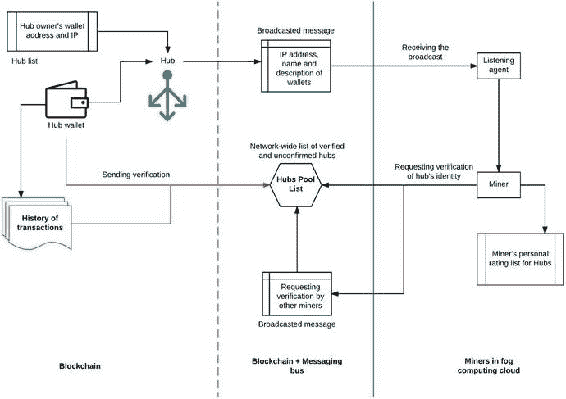 Hub owner's wallet
address and IP
Hub list
Hub
Hub wallet
Sending verification
History of
transactions
Blockchain
Broadcasted message
IP address,
name and
description of
wallets
Network-wide list of verified
and unconfirmed hubs
Hubs Pool
List
Requesting
verification by
other miners
Broadcasted message
Blockchain + Messaging
bus
Receiving the
broadcast
Listening
agent
Requesting verification
of hub's identity
Miner
Miner's personal
rating list for Hubs
Miners in fog
computing cloud